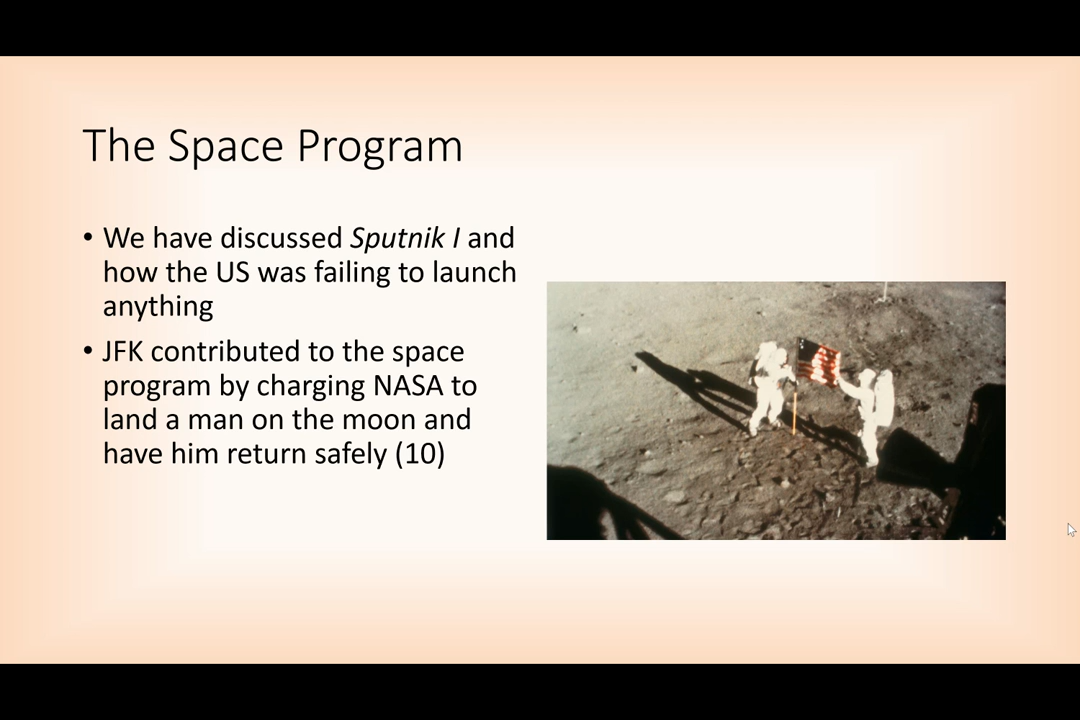 The Space Program
• We have discussed Sputnik I and
how the US was failing to launch
anything
• JFK contributed to the space
program by charging NASA to
land a man on the moon and
have him return safely (10)